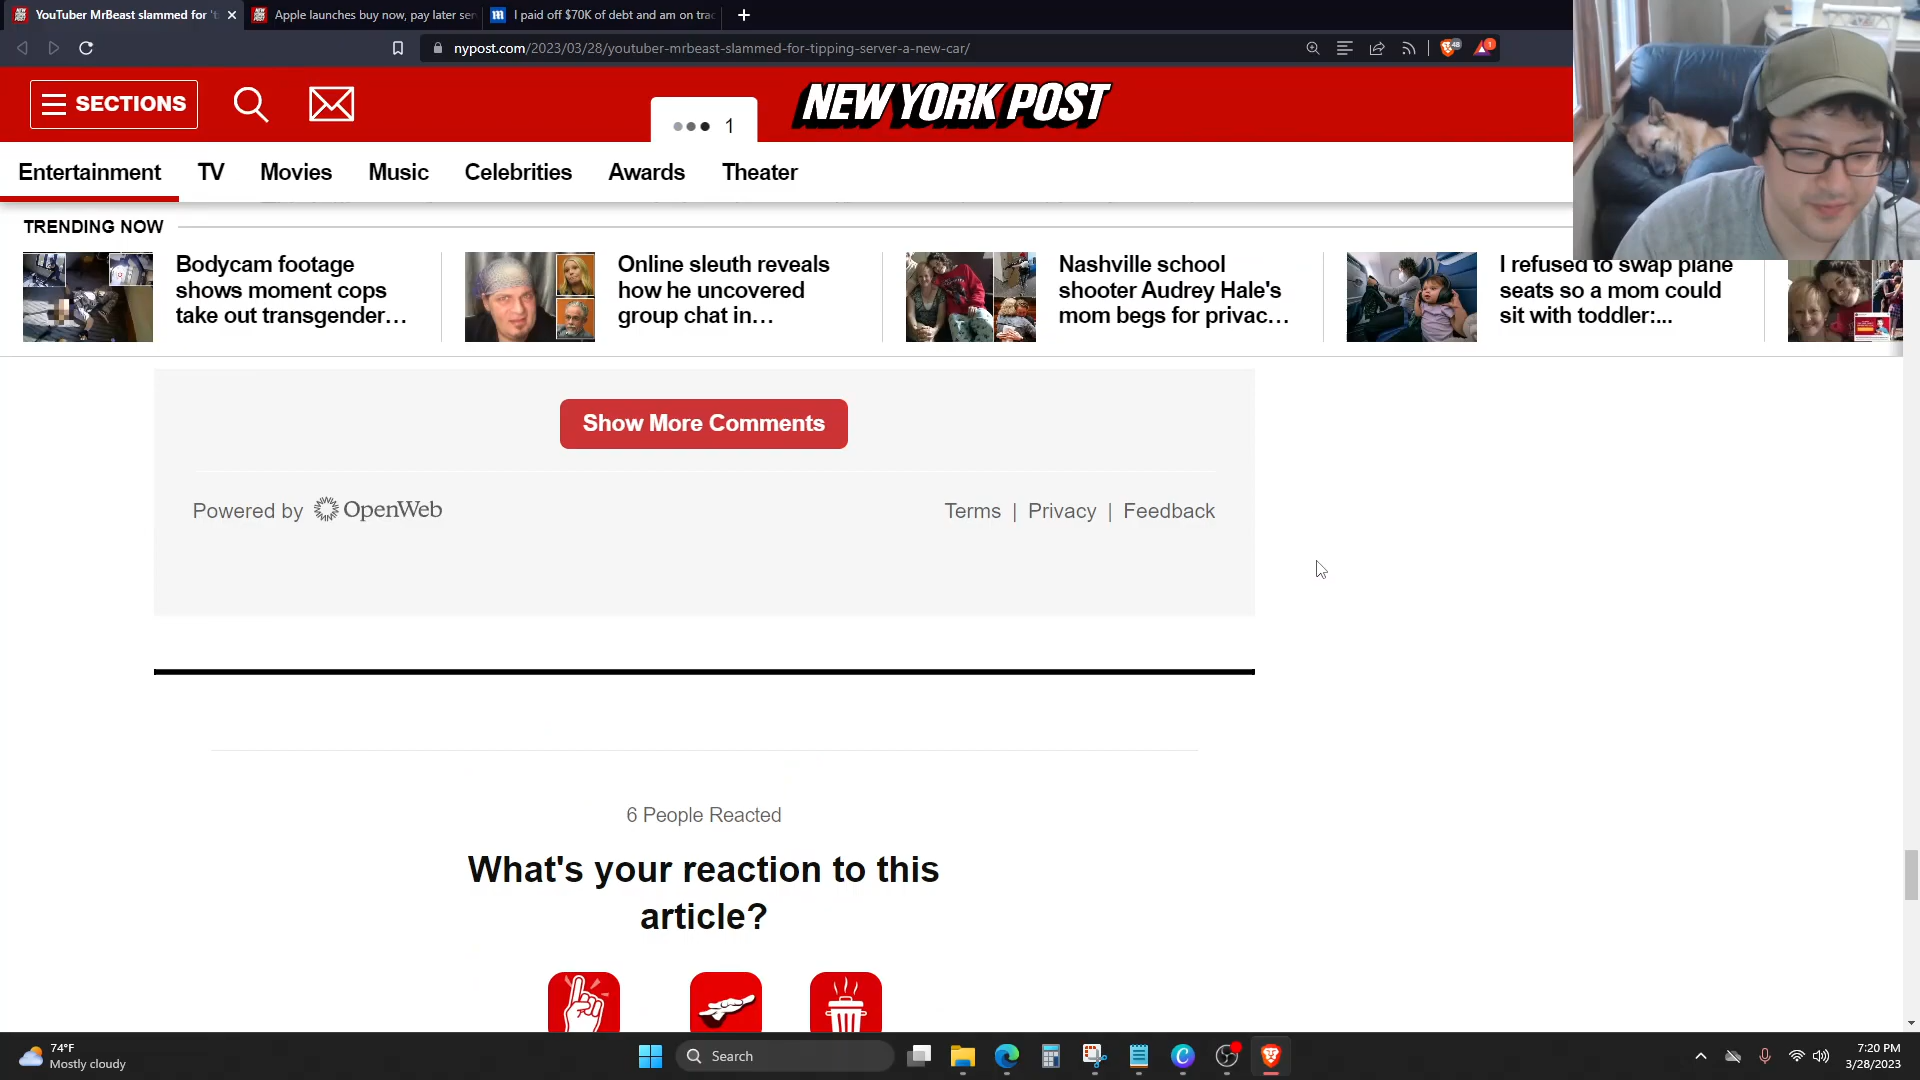 YouTuber MrBeast slammed for 't
Apple launches buy now, pay later ser
I paid off $70K of debt and am on trac
nypost.com/2023/03/28/youtuber-mrbeast-slammed-for-tipping-server-a-new-car/
48
1
SECTIONS
1
NEW YORK POST
Entertainment
TV
Movies
Music
Celebrities
Awards
Theater
TRENDING NOW
Bodycam footage
shows moment cops
take out transgender...
Online sleuth reveals
how he uncovered
group chat in...
Nashville school
shooter Audrey Hale's
mom begs for privac...
I refused to swap plane
seats so a mom could
sit with toddler:...
Show More Comments
Powered by OpenWeb
Terms | Privacy | Feedback
6 People Reacted
What's your reaction to this
article?
74°F
Mostly cloudy
Search
7:20 PM
3/28/2023